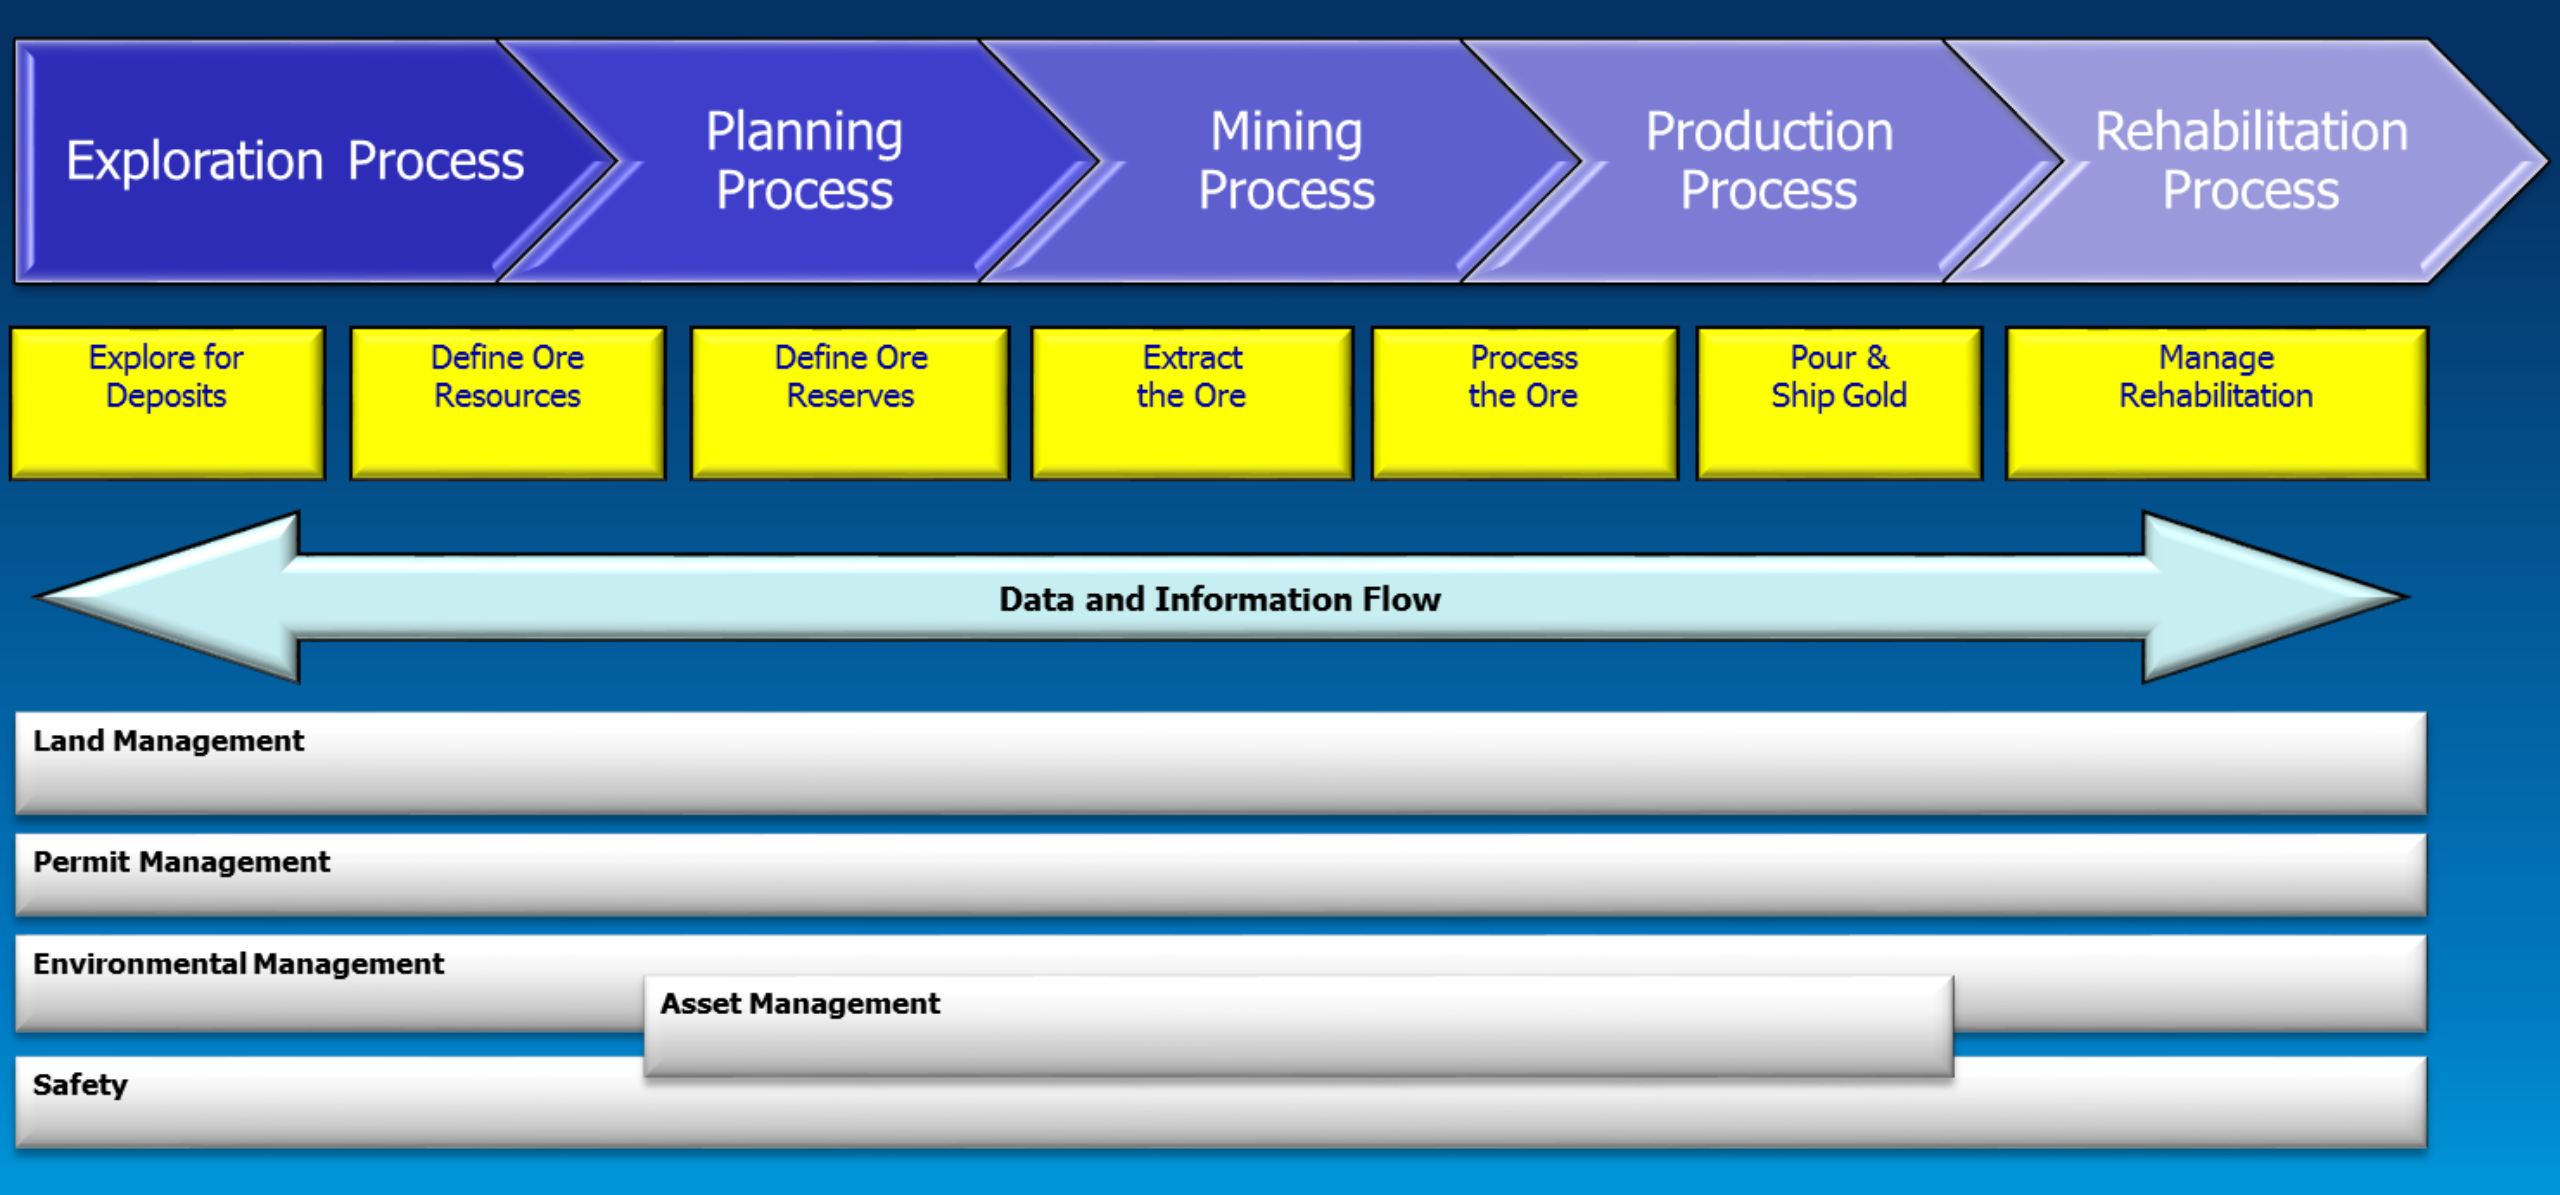 Exploration Process
Planning
Process
Mining
Process
Production
Process
Rehabilitation
Process
Explore for
Deposits
Define Ore
Resources
Define Ore
Reserves
Extract
the Ore
Process
the Ore
Pour &
Ship Gold
Manage
Rehabilitation
Data and Information Flow
Land Management
Permit Management
Environmental Management
Asset Management
Safety